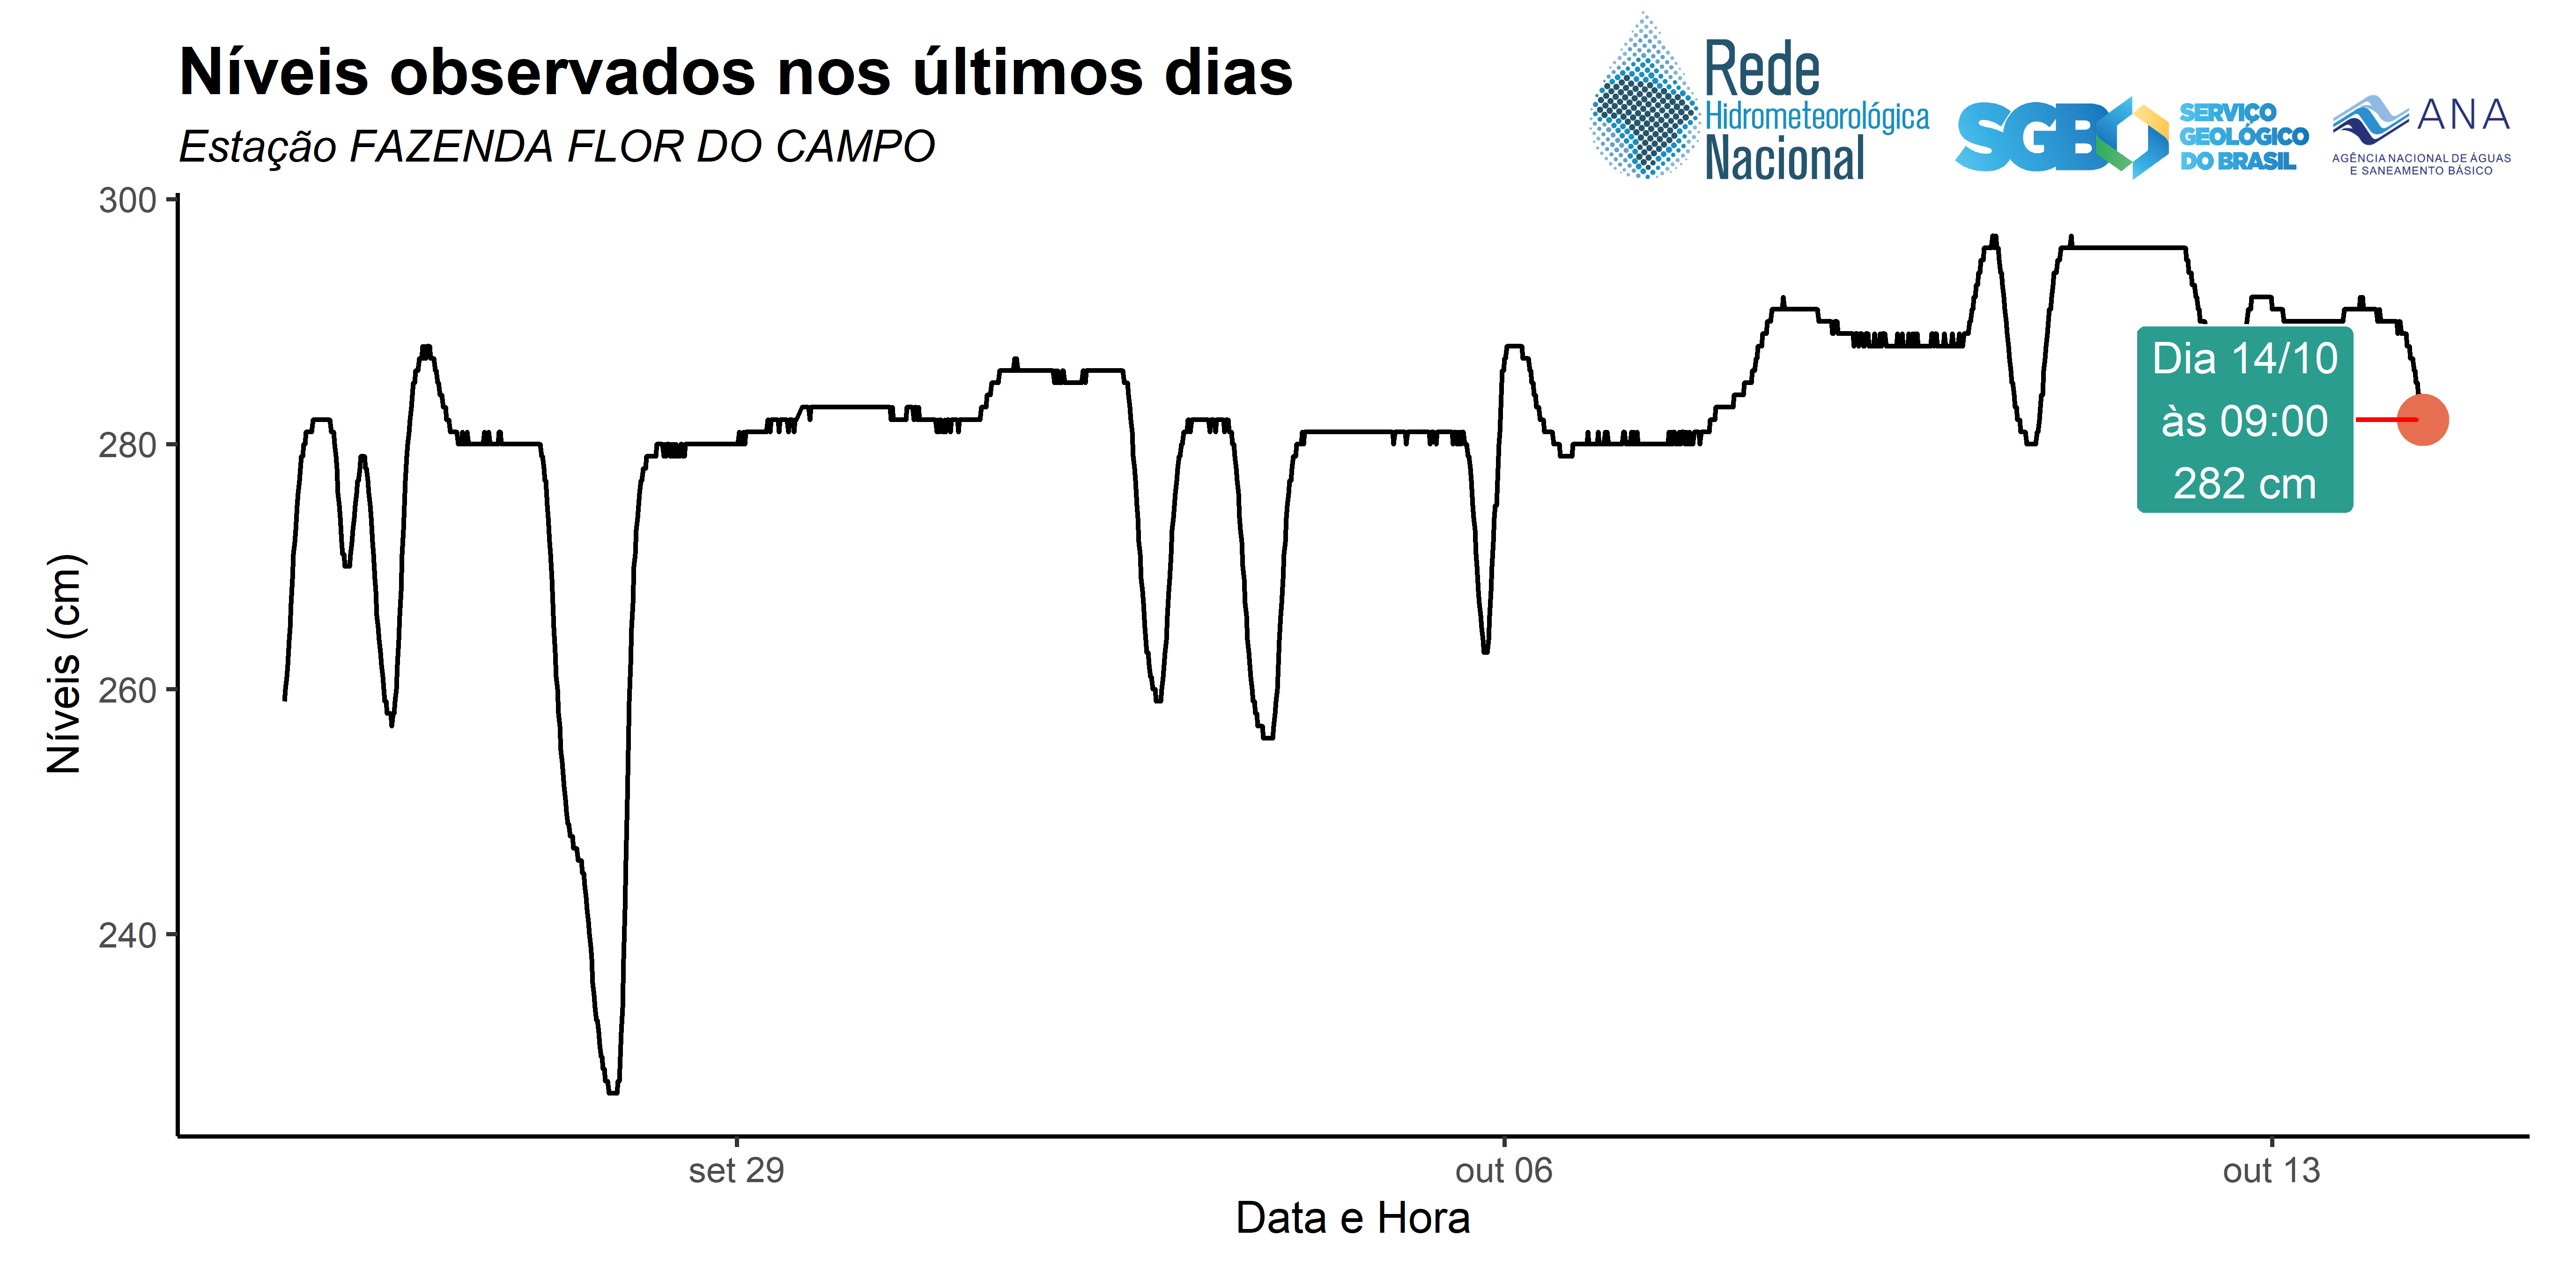 Níveis observados nos últimos dias
Estação FAZENDA FLOR DO CAMPO
Rede
Hidrometeorológica
Nacional
SGB
SERVIÇO
GEOLÓGICO
DO BRASIL
ANA
AGÊNCIA NACIONAL DE ÁGUAS
E SANEAMENTO BÁSICO
300
280
260
240
Níveis (cm)
Dia 14/10
às 09:00
282 cm
set 29
out 06
out 13
Data e Hora